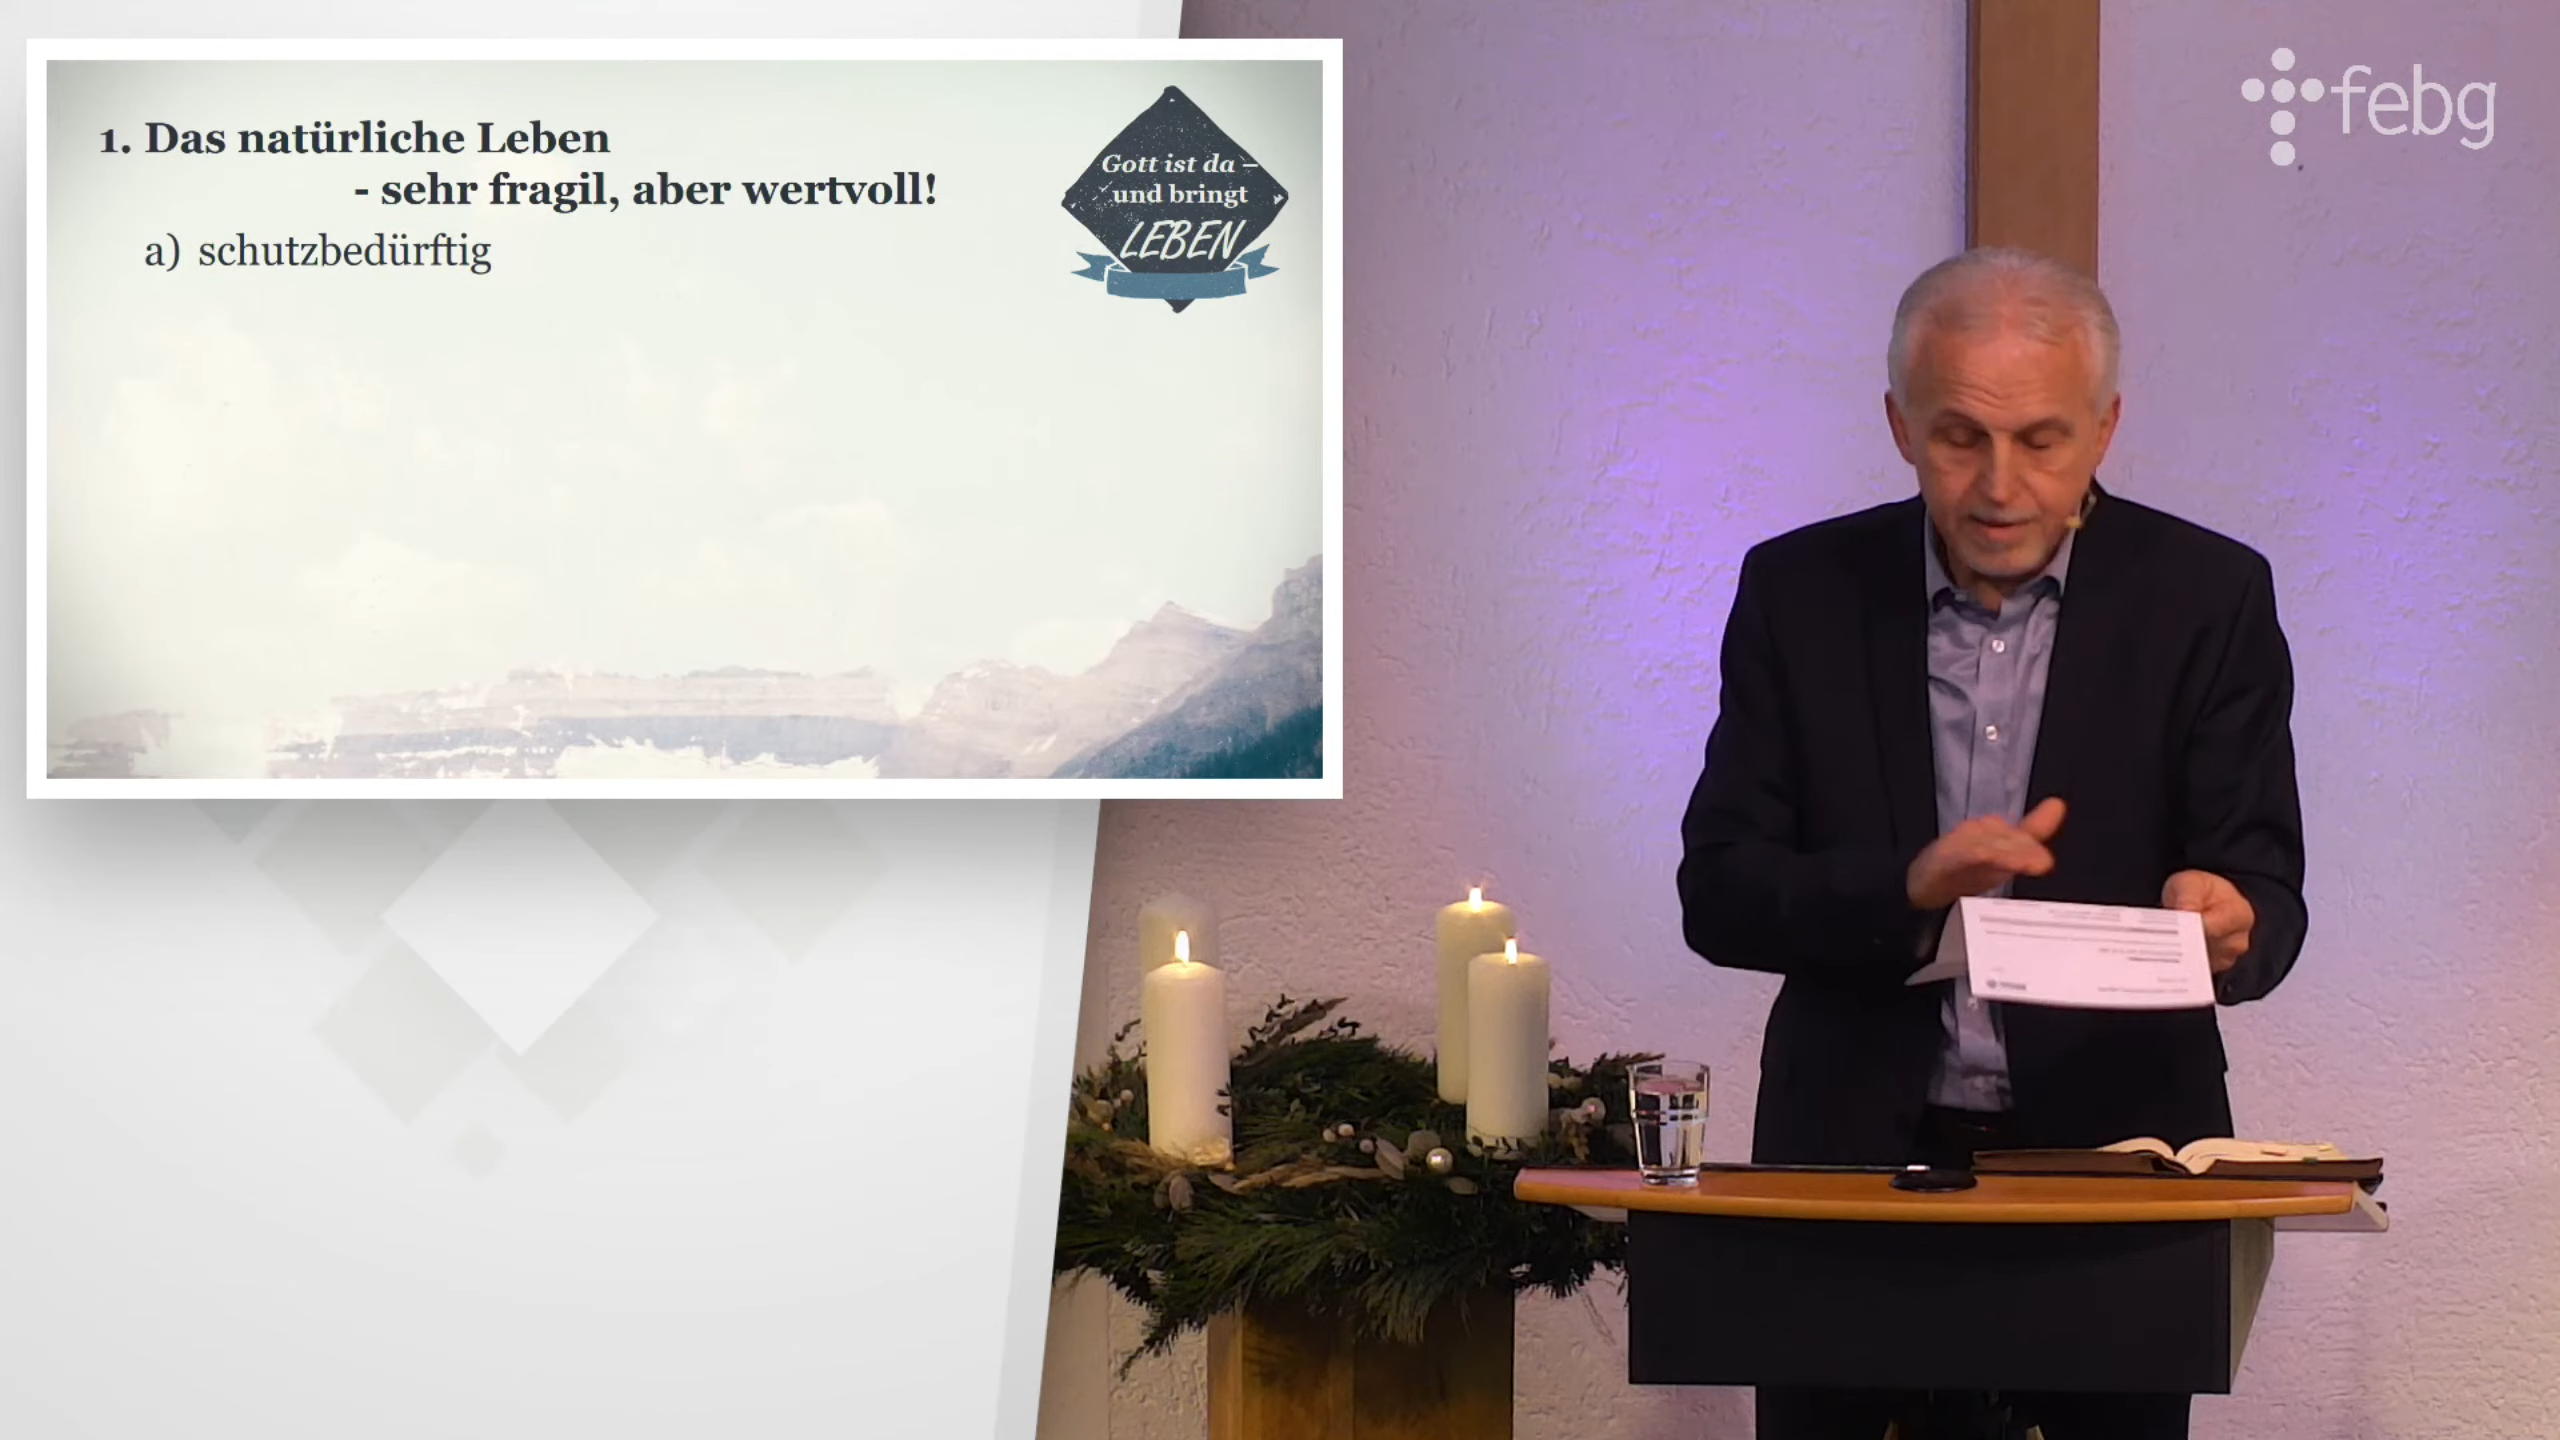 1. Das natürliche Leben
- sehr fragil, aber wertvoll!
a) schutzbedürftig
Gott ist da –
und bringt
LEBEN
febg